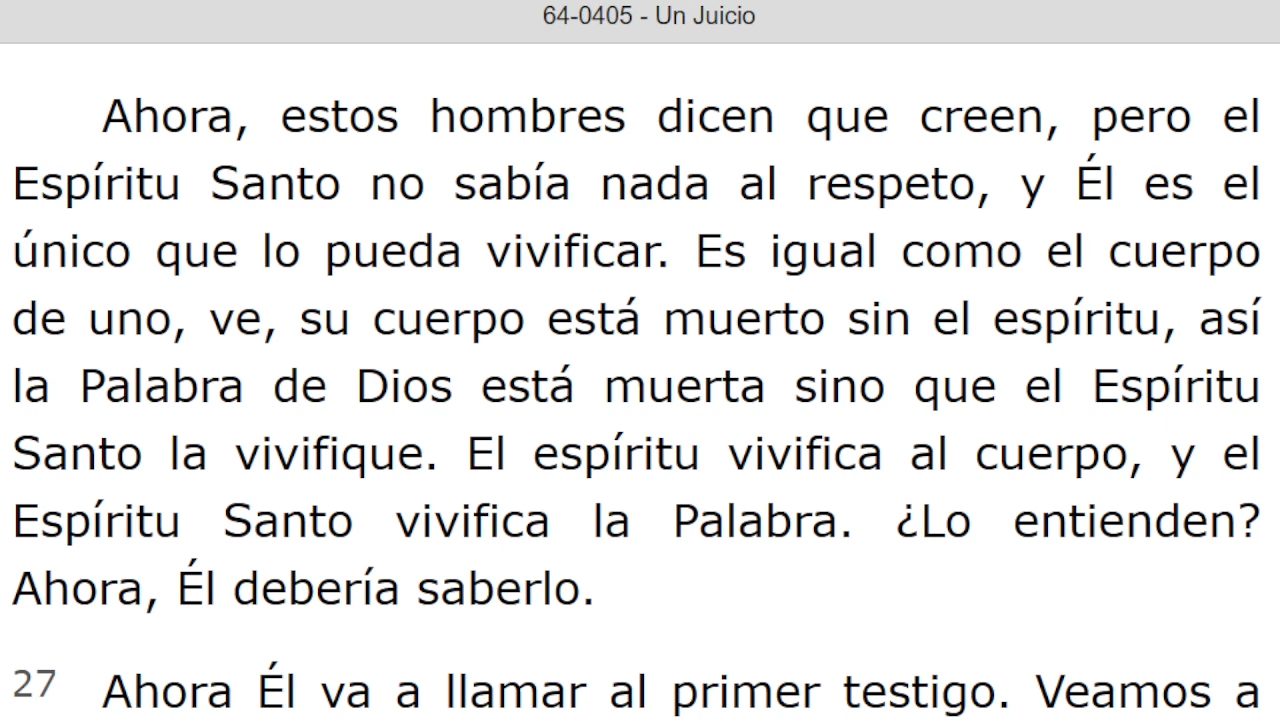 64-0405 - Un Juicio
Ahora, estos hombres dicen que creen, pero el
Espíritu Santo no sabía nada al respeto, y Él es el
único que lo pueda vivificar. Es igual como el cuerpo
de uno, ve, su cuerpo está muerto sin el espíritu, así
la Palabra de Dios está muerta sino que el Espíritu
Santo la vivifique. El espíritu vivifica al cuerpo, y el
Espíritu Santo vivifica la Palabra. ¿Lo entienden?
Ahora, Él debería saberlo.
27 Ahora Él va a llamar al primer testigo. Veamos a